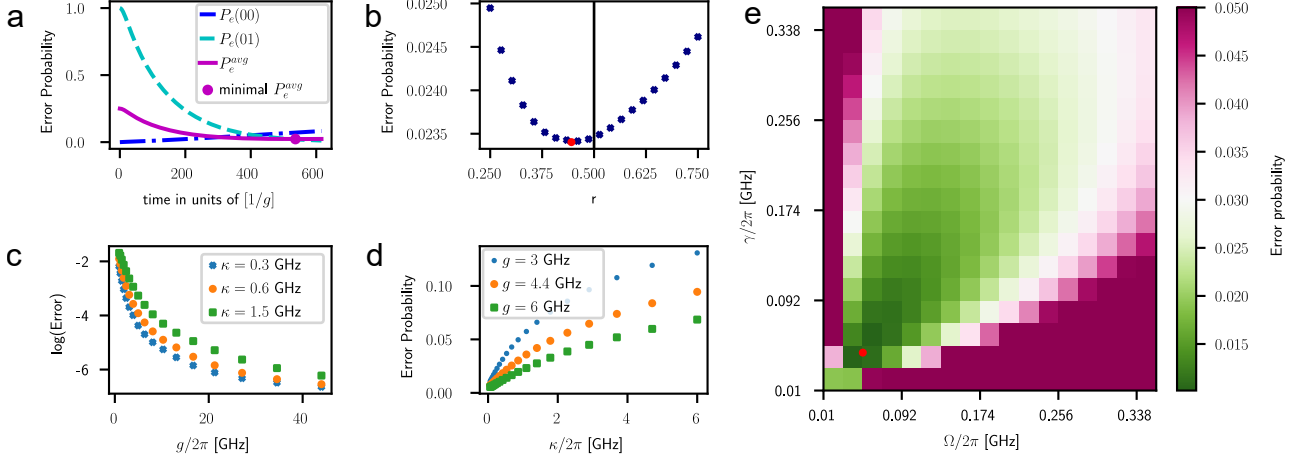 a
Error Probability
1.0
0.5
0.0
P_e(00)
P_e(01)
P_e^{avg}
minimal P_e^{avg}
0
200
400
600
time in units of [1/g]
b
Error Probability
0.0250
0.0245
0.0240
0.0235
0.250
0.375
0.500
0.625
0.750
r
c
log(Error)
-2
-4
-6
κ = 0.3 GHz
κ = 0.6 GHz
κ = 1.5 GHz
0
20
40
g/2π [GHz]
d
Error Probability
0.10
0.05
0.00
g = 3 GHz
g = 4.4 GHz
g = 6 GHz
0
1
2
3
4
5
6
κ/2π [GHz]
e
γ/2π [GHz]
0.338
0.256
0.174
0.092
0.01
0.01
0.092
0.174
0.256
0.338
Ω/2π [GHz]
0.050
0.045
0.040
0.035
0.030
0.025
0.020
0.015
Error probability